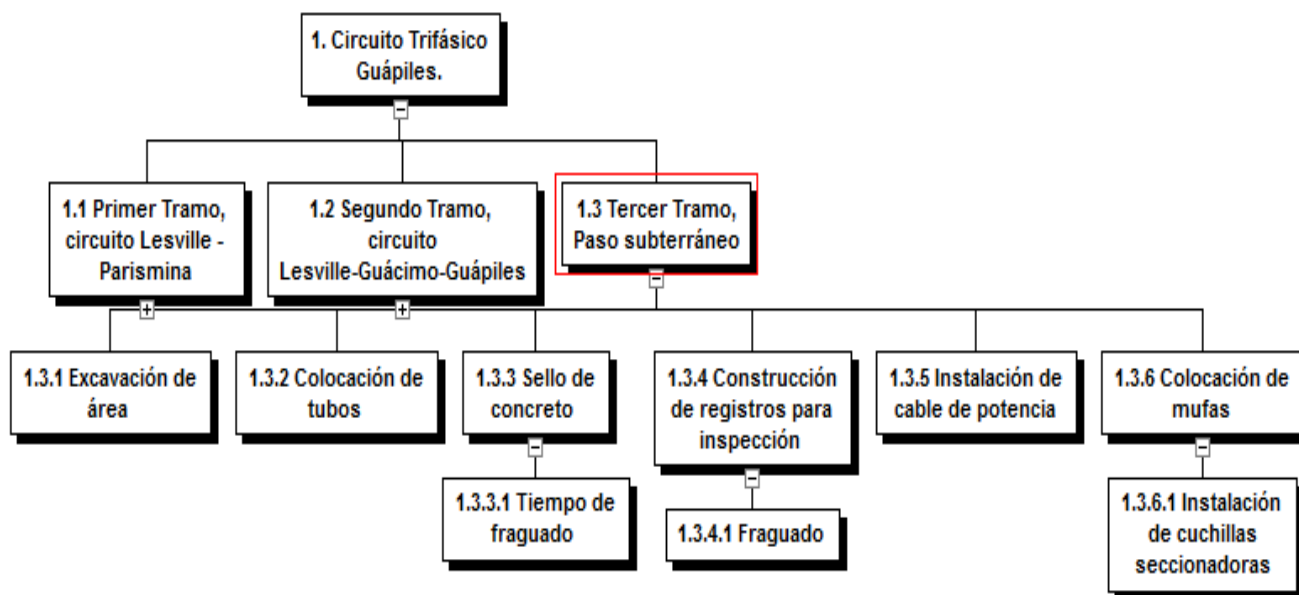 1. Circuito Trifásico
Guápiles.
1.1 Primer Tramo,
circuito Lesville -
Parismina
1.2 Segundo Tramo,
circuito
Lesville-Guácimo-Guápiles
1.3 Tercer Tramo,
Paso subterráneo
1.3.1 Excavación de
área
1.3.2 Colocación de
tubos
1.3.3 Sello de
concreto
1.3.4 Construcción
de registros para
inspección
1.3.5 Instalación de
cable de potencia
1.3.6 Colocación de
mufas
1.3.3.1 Tiempo de
fraguado
1.3.4.1 Fraguado
1.3.6.1 Instalación
de cuchillas
seccionadoras